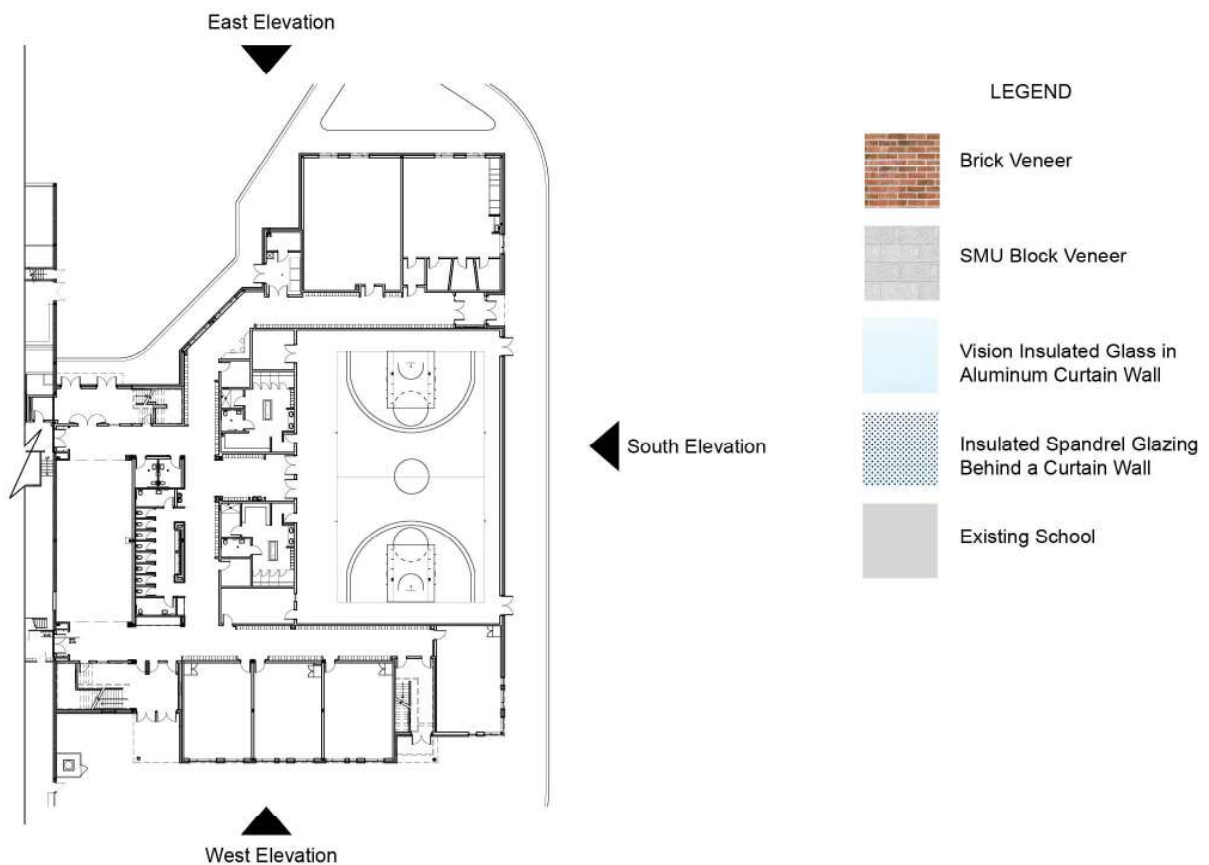 East Elevation
LEGEND
Brick Veneer
SMU Block Veneer
Vision Insulated Glass in
Aluminum Curtain Wall
South Elevation
Insulated Spandrel Glazing
Behind a Curtain Wall
Existing School
West Elevation